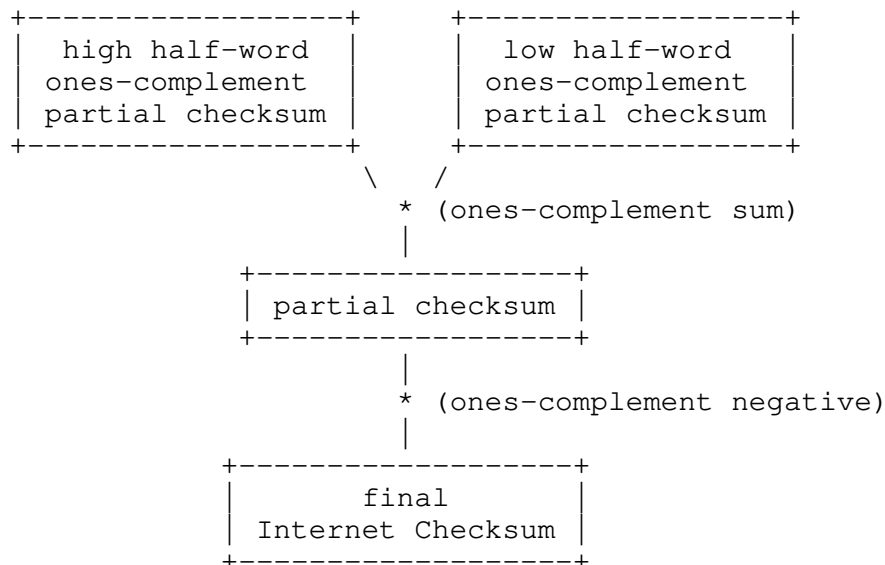 high half-word low half-word
ones-complement ones-complement
partial checksum partial checksum
* (ones-complement sum)
partial checksum
* (ones-complement negative)
final
Internet Checksum